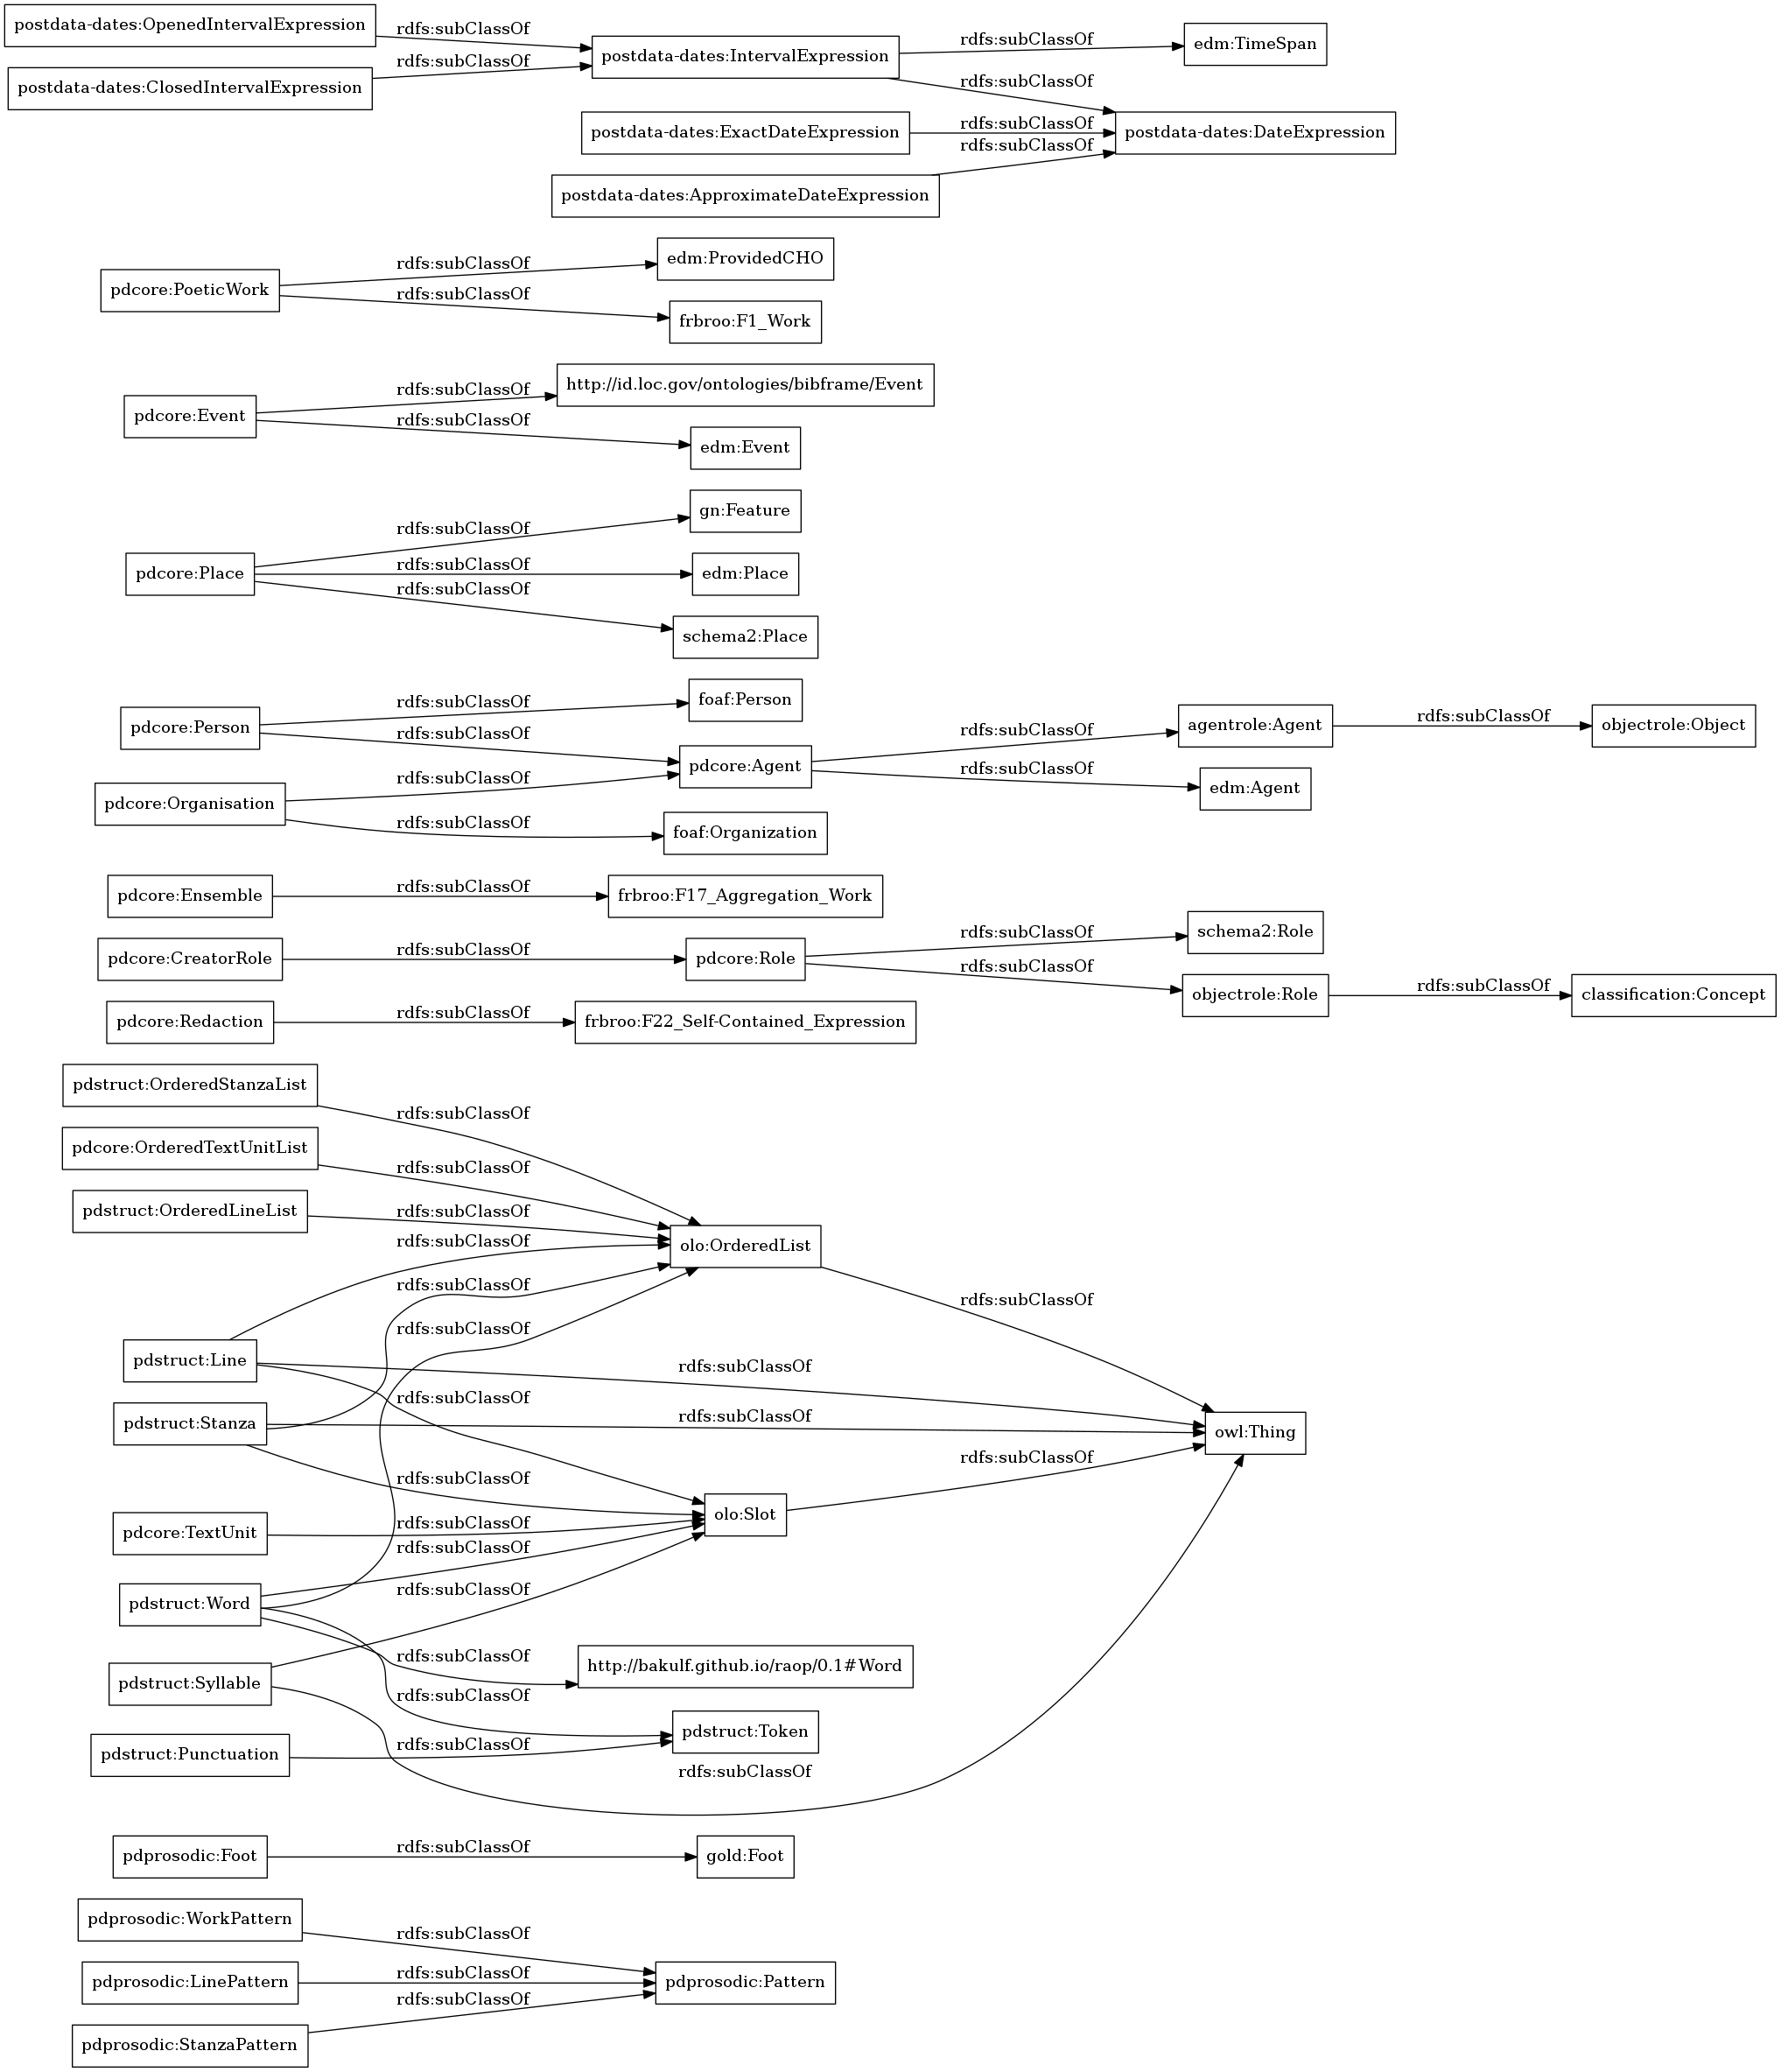 postdata-dates:OpenedIntervalExpression
rdfs:subClassOf
postdata-dates:ClosedIntervalExpression
rdfs:subClassOf
postdata-dates:IntervalExpression
rdfs:subClassOf
edm:TimeSpan
rdfs:subClassOf
postdata-dates:ExactDateExpression
rdfs:subClassOf
postdata-dates:DateExpression
postdata-dates:ApproximateDateExpression
rdfs:subClassOf
pdcore:PoeticWork
rdfs:subClassOf
edm:ProvidedCHO
rdfs:subClassOf
frbroo:F1_Work
pdcore:Event
rdfs:subClassOf
http://id.loc.gov/ontologies/bibframe/Event
rdfs:subClassOf
edm:Event
pdcore:Place
rdfs:subClassOf
gn:Feature
rdfs:subClassOf
edm:Place
rdfs:subClassOf
schema2:Place
pdcore:Person
rdfs:subClassOf
foaf:Person
rdfs:subClassOf
pdcore:Agent
rdfs:subClassOf
agentrole:Agent
rdfs:subClassOf
objectrole:Object
rdfs:subClassOf
edm:Agent
pdcore:Organisation
rdfs:subClassOf
rdfs:subClassOf
foaf:Organization
pdcore:Ensemble
rdfs:subClassOf
frbroo:F17_Aggregation_Work
pdcore:CreatorRole
rdfs:subClassOf
pdcore:Role
rdfs:subClassOf
schema2:Role
rdfs:subClassOf
objectrole:Role
rdfs:subClassOf
classification:Concept
pdcore:Redaction
rdfs:subClassOf
frbroo:F22_Self-Contained_Expression
pdstruct:OrderedStanzaList
rdfs:subClassOf
pdcore:OrderedTextUnitList
rdfs:subClassOf
pdstruct:OrderedLineList
rdfs:subClassOf
rdfs:subClassOf
olo:OrderedList
rdfs:subClassOf
rdfs:subClassOf
rdfs:subClassOf
pdstruct:Line
rdfs:subClassOf
rdfs:subClassOf
pdstruct:Stanza
rdfs:subClassOf
owl:Thing
rdfs:subClassOf
rdfs:subClassOf
olo:Slot
pdcore:TextUnit
rdfs:subClassOf
rdfs:subClassOf
pdstruct:Word
rdfs:subClassOf
rdfs:subClassOf
http://bakulf.github.io/raop/0.1#Word
pdstruct:Syllable
rdfs:subClassOf
pdstruct:Token
pdstruct:Punctuation
rdfs:subClassOf
rdfs:subClassOf
pdprosodic:Foot
rdfs:subClassOf
gold:Foot
pdprosodic:WorkPattern
rdfs:subClassOf
pdprosodic:LinePattern
rdfs:subClassOf
pdprosodic:Pattern
rdfs:subClassOf
pdprosodic:StanzaPattern